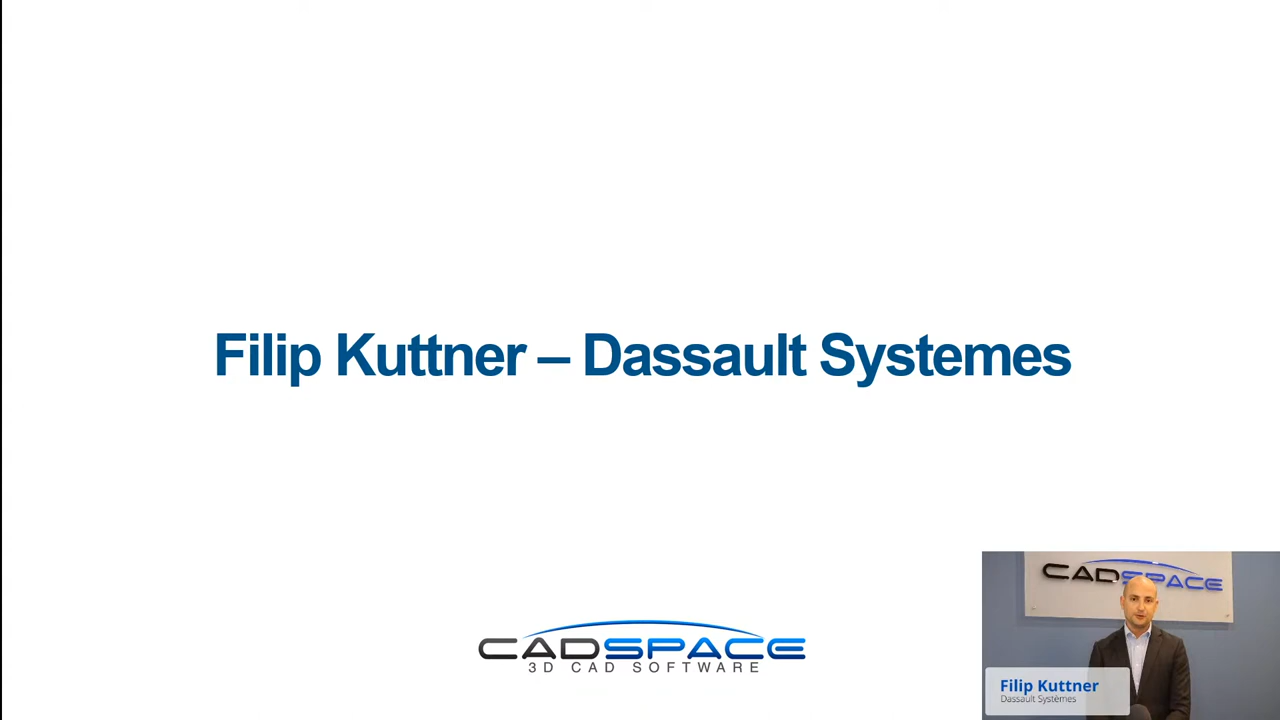 Filip Kuttner – Dassault Systemes
CADSPACE
3D CAD SOFTWARE
CADSPACE
Filip Kuttner
Dassault Systèmes